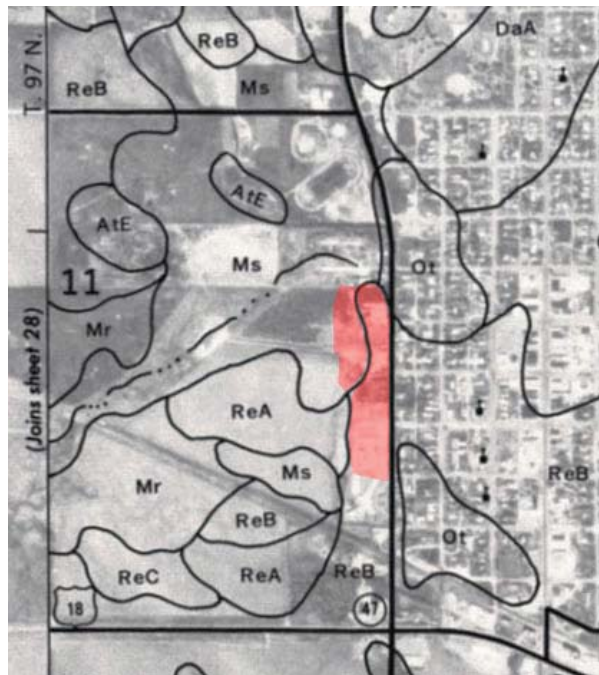 DaA
ReB
T. 97 N.
ReB
Ms
AtE
AtE
Ms
Ot
11
Mr
(Joins sheet 28)
ReA
Ms
ReB
Mr
ReB
Ot
ReC
ReA
ReB
18
47